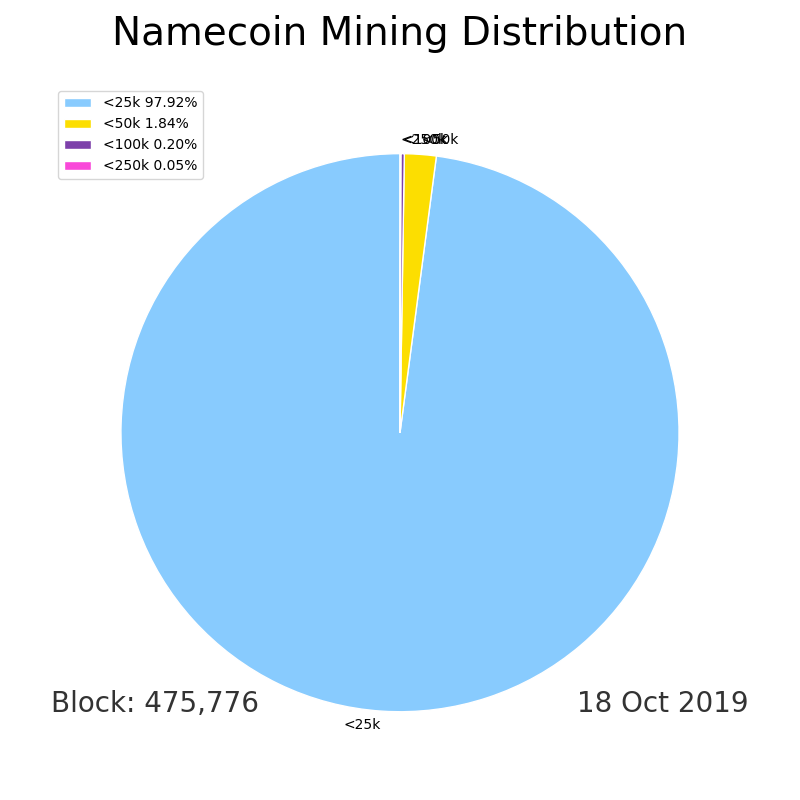 Namecoin Mining Distribution
<25k 97.92%
<50k 1.84%
<100k 0.20%
<250k 0.05%
<25k
Block: 475,776
18 Oct 2019